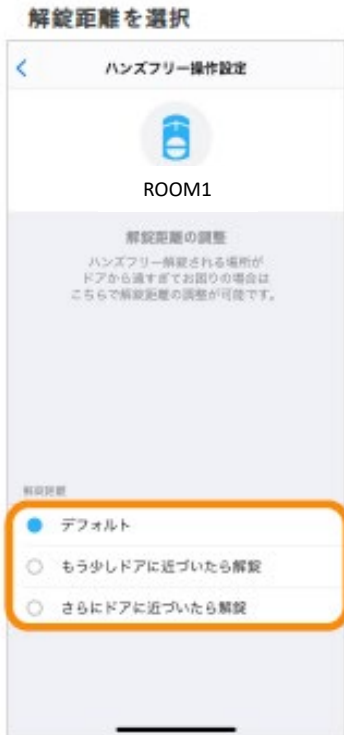 解錠距離を選択
ハンズフリー操作設定
ROOM1
解錠距離の調整
ハンズフリー解錠される場所が
ドアから遠すぎてお困りの場合は
こちらで解錠距離の調整が可能です。
解錠距離
デフォルト
もう少しドアに近づいたら解錠
さらにドアに近づいたら解錠